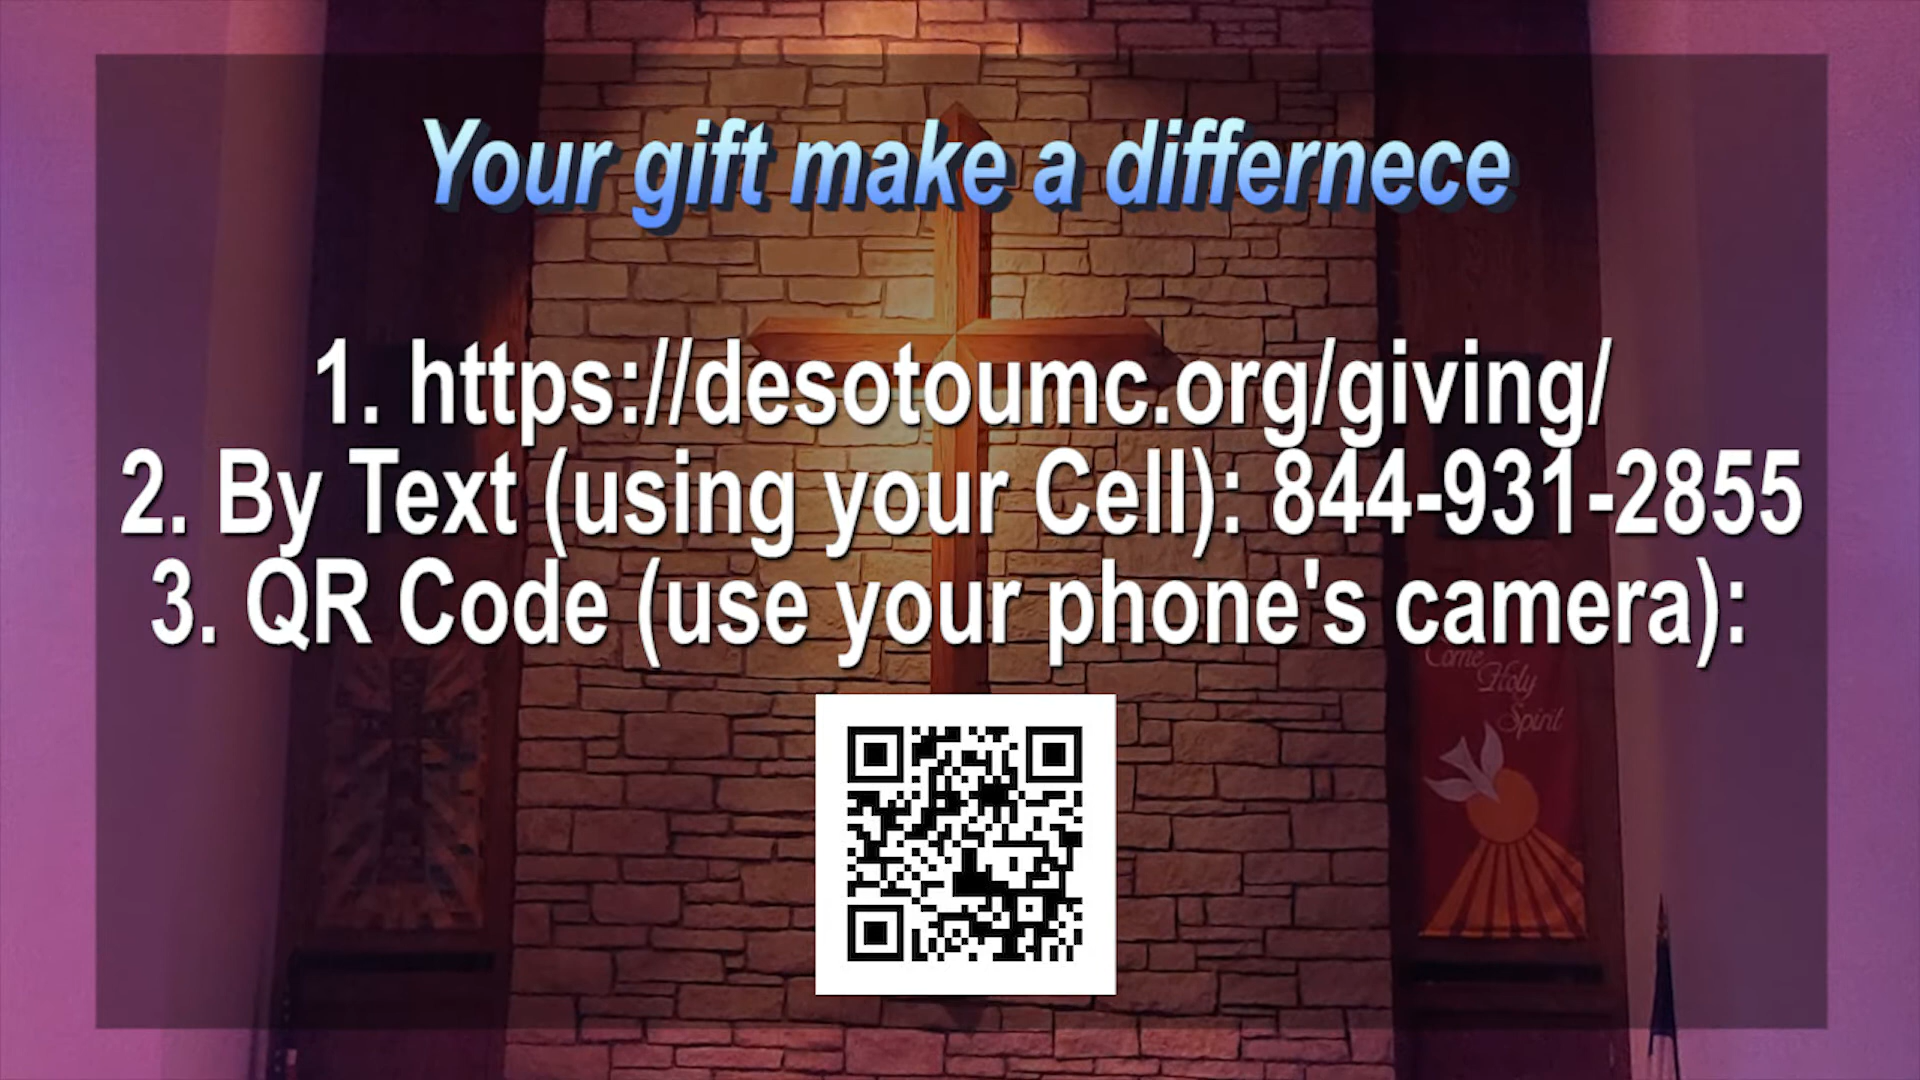 Your gift make a differnece
1. https://desotoumc.org/giving/
2. By Text (using your Cell): 844-931-2855
3. QR Code (use your phone's camera):
Come
Holy
Spirit